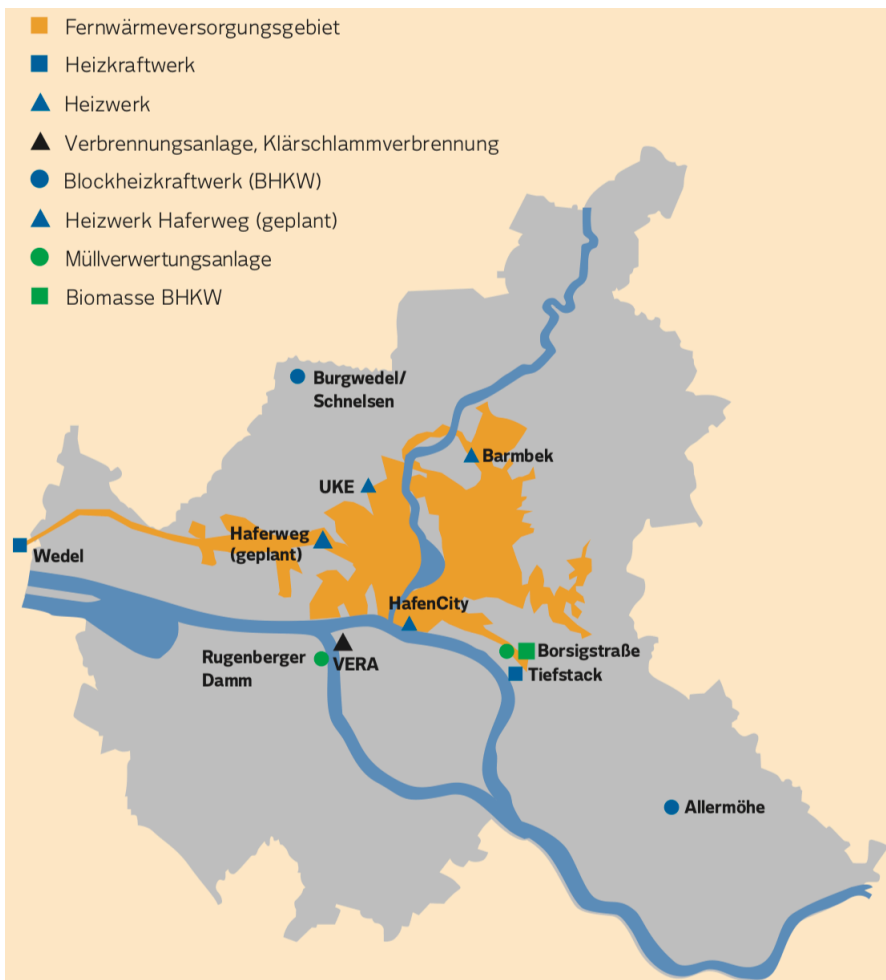 Fernwärmeversorgungsgebiet
Heizkraftwerk
Heizwerk
Verbrennungsanlage, Klärschlammverbrennung
Blockheizkraftwerk (BHKW)
Heizwerk Haferweg (geplant)
Müllverwertungsanlage
Biomasse BHKW
Burgwedel/
Schnelsen
Barmbek
UKE
Haferweg
(geplant)
Wedel
HafenCity
Rugenberger
Damm
VERA
Borsigstraße
Tiefstack
Allermöhe